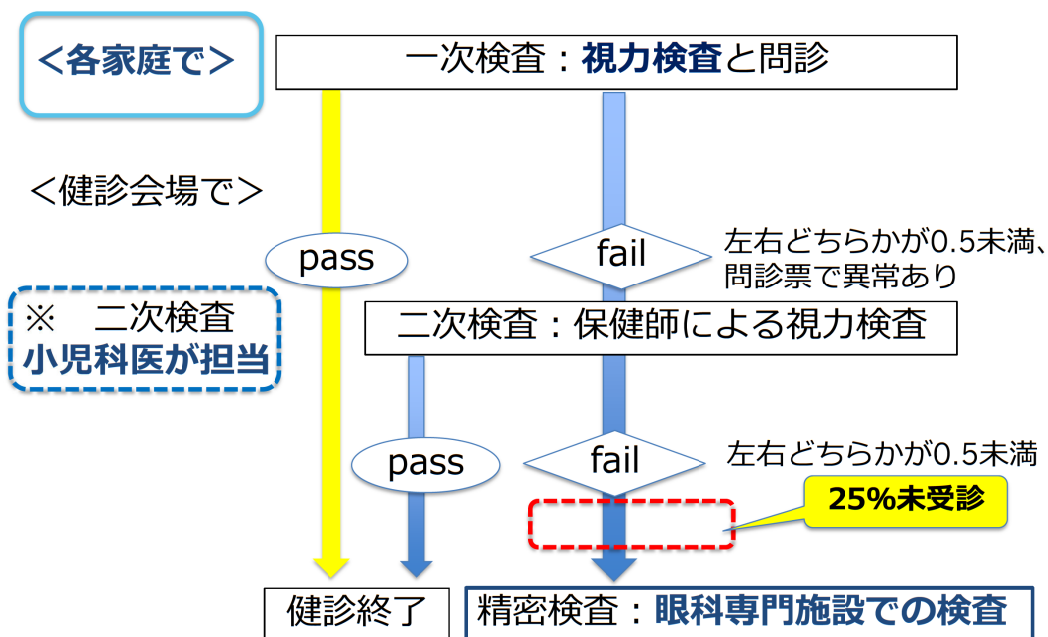 ＜各家庭で＞
一次検査：視力検査と問診
＜健診会場で＞
pass
fail
左右どちらかが0.5未満、
問診票で異常あり
※　二次検査
小児科医が担当
二次検査：保健師による視力検査
pass
fail
左右どちらかが0.5未満
25%未受診
健診終了
精密検査：眼科専門施設での検査